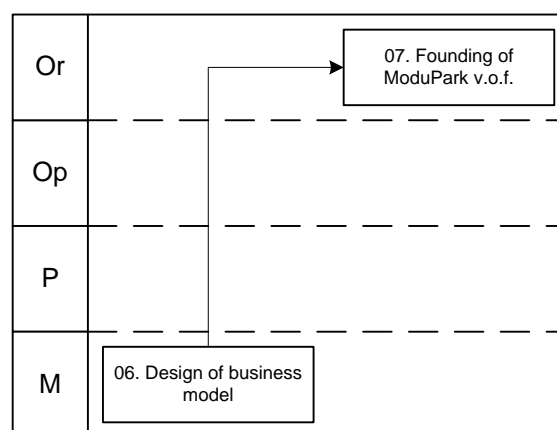 Or
07. Founding of
ModuPark v.o.f.
Op
P
M
06. Design of business
model